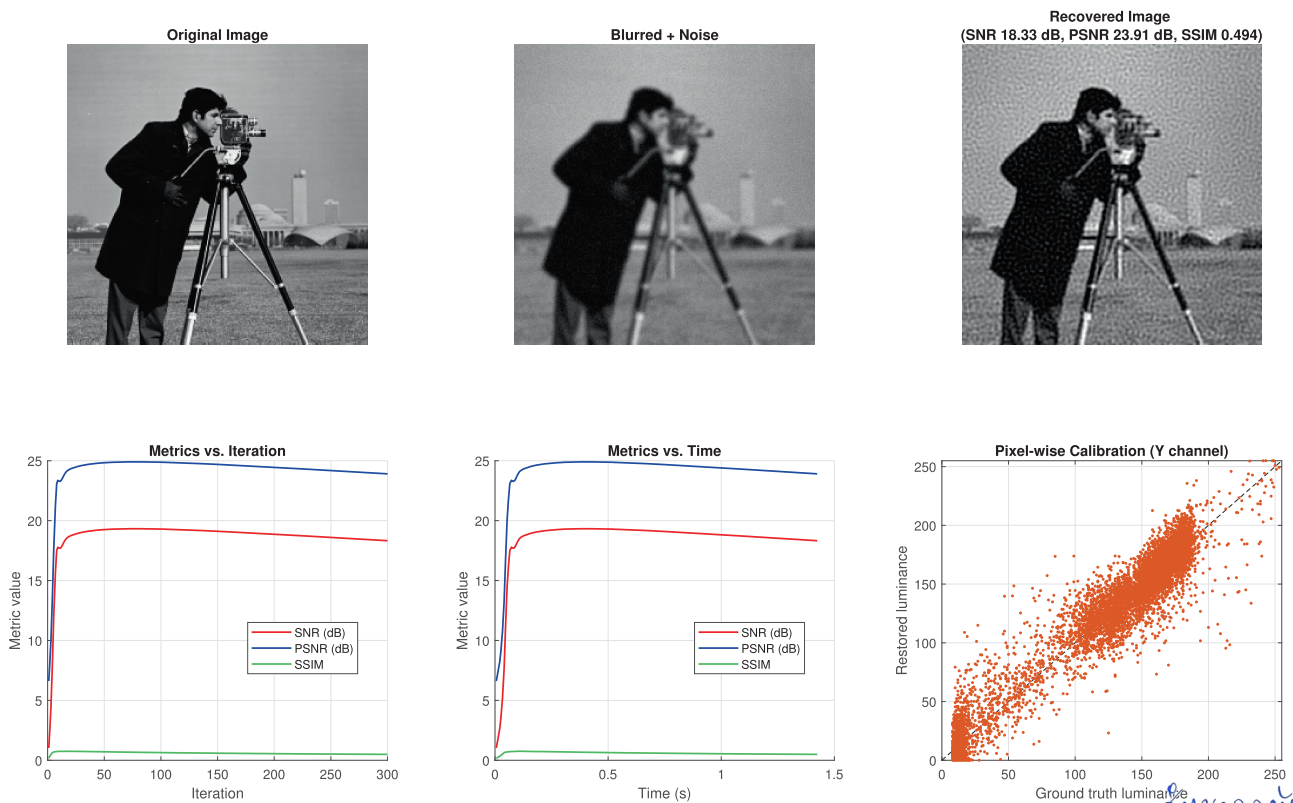 Original Image
Blurred + Noise
Recovered Image
(SNR 18.33 dB, PSNR 23.91 dB, SSIM 0.494)
Metrics vs. Iteration
Metric value
25
20
15
10
5
0
0 50 100 150 200 250 300
Iteration
SNR (dB)
PSNR (dB)
SSIM
Metrics vs. Time
Metric value
25
20
15
10
5
0
0 0.5 1 1.5
Time (s)
SNR (dB)
PSNR (dB)
SSIM
Pixel-wise Calibration (Y channel)
Restored luminance
250
200
150
100
50
0
0 50 100 150 200 250
Ground truth luminance